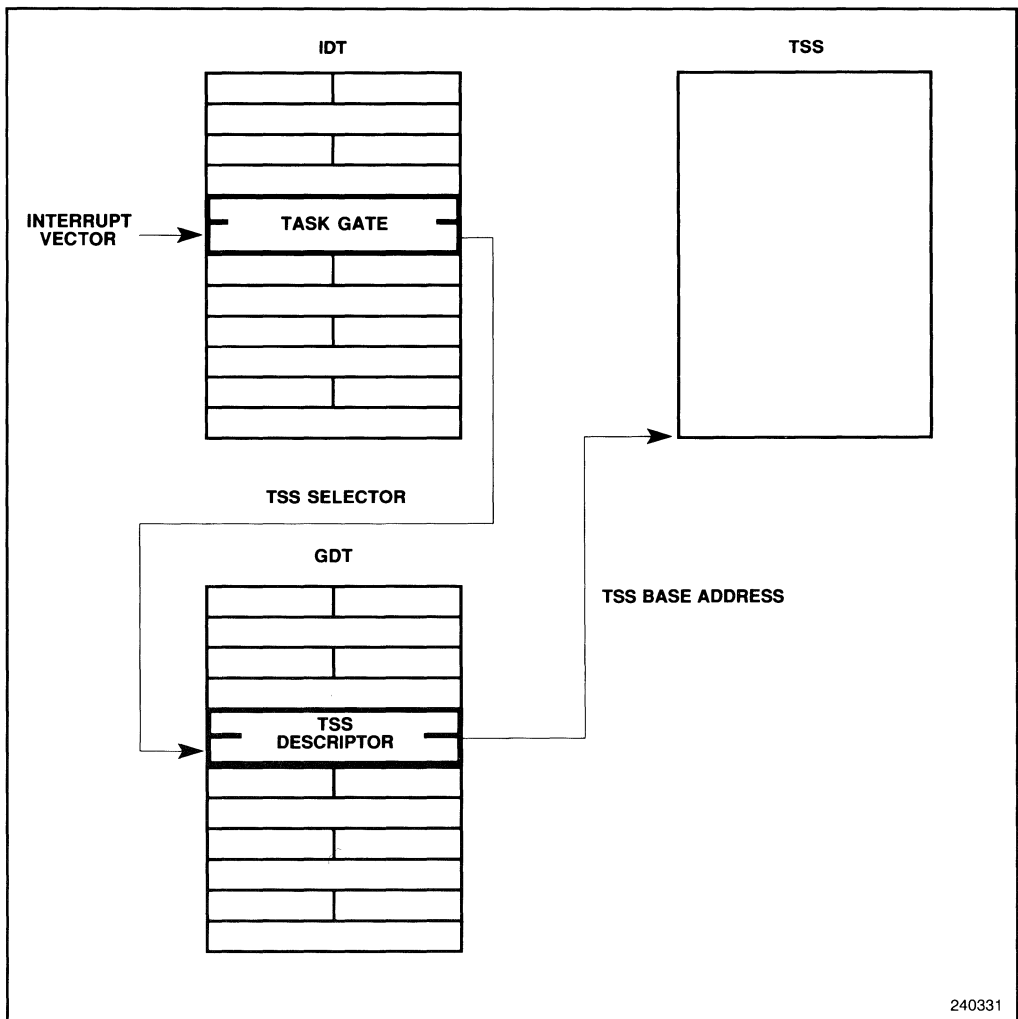 IDT
TSS
INTERRUPT
VECTOR
TASK GATE
TSS SELECTOR
GDT
TSS BASE ADDRESS
TSS
DESCRIPTOR
240331